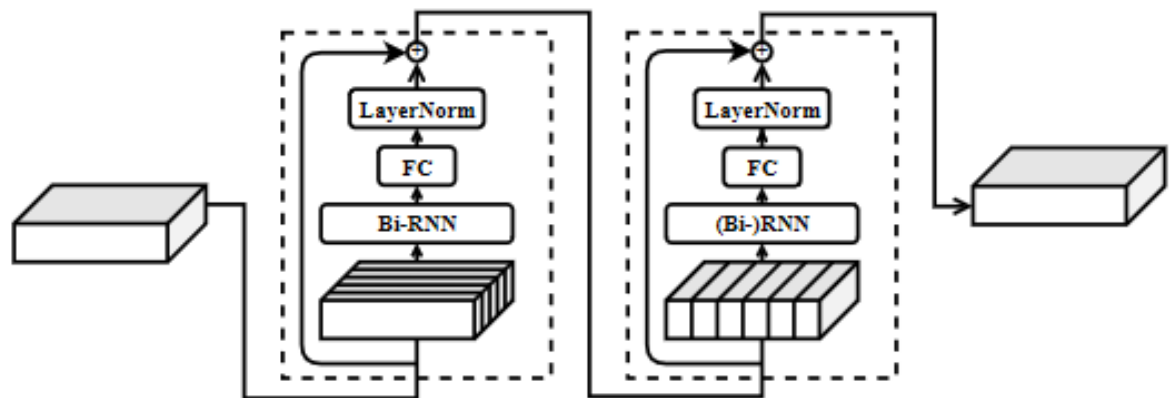 +
LayerNorm
FC
Bi-RNN
+
LayerNorm
FC
(Bi-)RNN